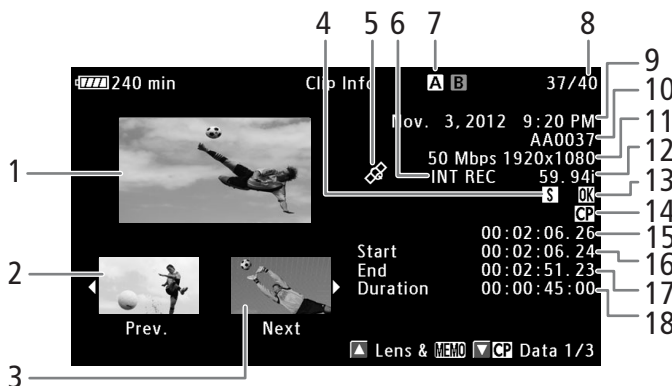 4 5 6 7 8
240 min Clip Info A B 37/40
9
Nov. 3, 2012 9:20 PM
10
AA0037
11
50 Mbps 1920x1080
12
INT REC 59.94i
13
S OK
14
CP
15
00:02:06.26
16
Start 00:02:06.24
17
End 00:02:51.23
18
Duration 00:00:45:00
1
2
Prev. Next
3
Lens & MEMO CP Data 1/3